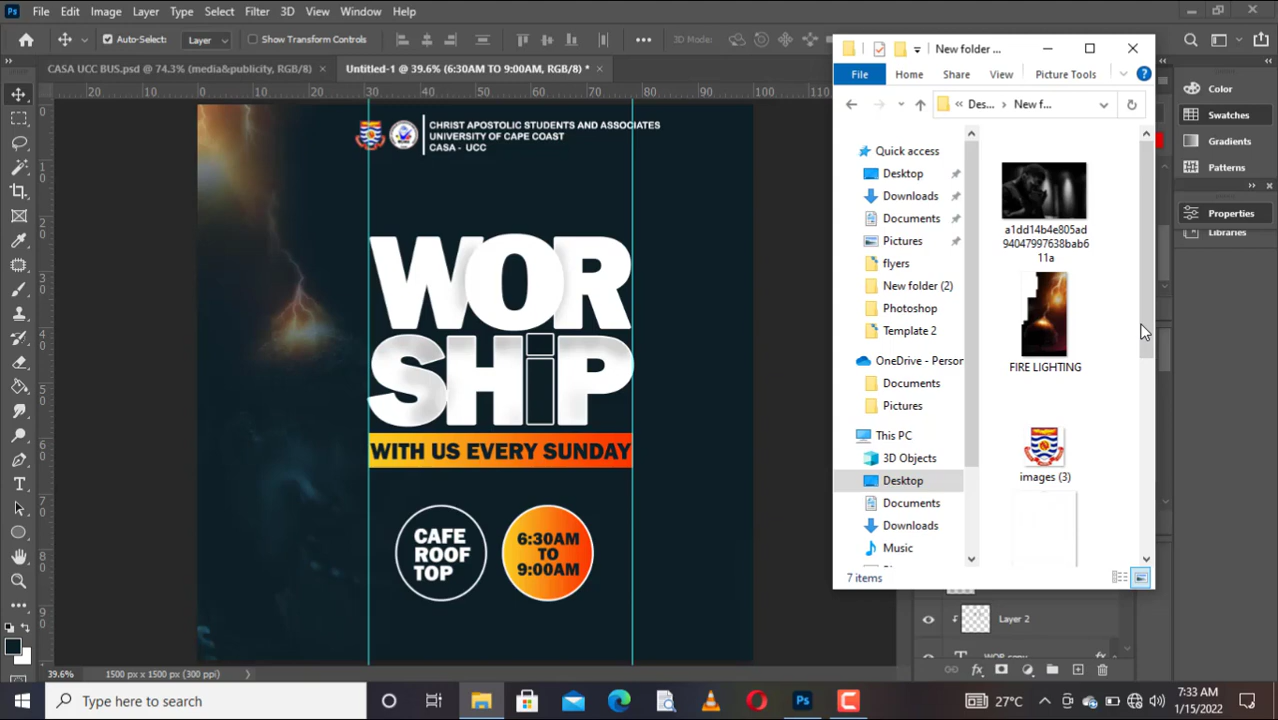 Ps File Edit Image Layer Type Select Filter 3D View Window Help
Auto-Select: Layer Show Transform Controls 3D Mode:
CASA UCC BUS.psd @ 74.3% (media&publicity, RGB/8) × Untitled-1 @ 39.6% (6:30AM TO 9:00AM, RGB/8) * ×
CHRIST APOSTOLIC STUDENTS AND ASSOCIATES
UNIVERSITY OF CAPE COAST
CASA - UCC
WOR
SHiP
WITH US EVERY SUNDAY
CAFE
ROOF
TOP
6:30AM
TO
9:00AM
New folder ...
File Home Share View Picture Tools
« Des... › New f...
Quick access
Desktop
Downloads
Documents
Pictures
flyers
New folder (2)
Photoshop
Template 2
OneDrive - Person
Documents
Pictures
This PC
3D Objects
Desktop
Documents
Downloads
Music
a1dd14b4e805ad
94047997638bab6
11a
FIRE LIGHTING
images (3)
7 items
Color
Swatches
Gradients
Patterns
Properties
Libraries
Layer 2
WOR copy
fx
39.6% 1500 px x 1500 px (300 ppi)
Type here to search
27°C
7:33 AM
1/15/2022